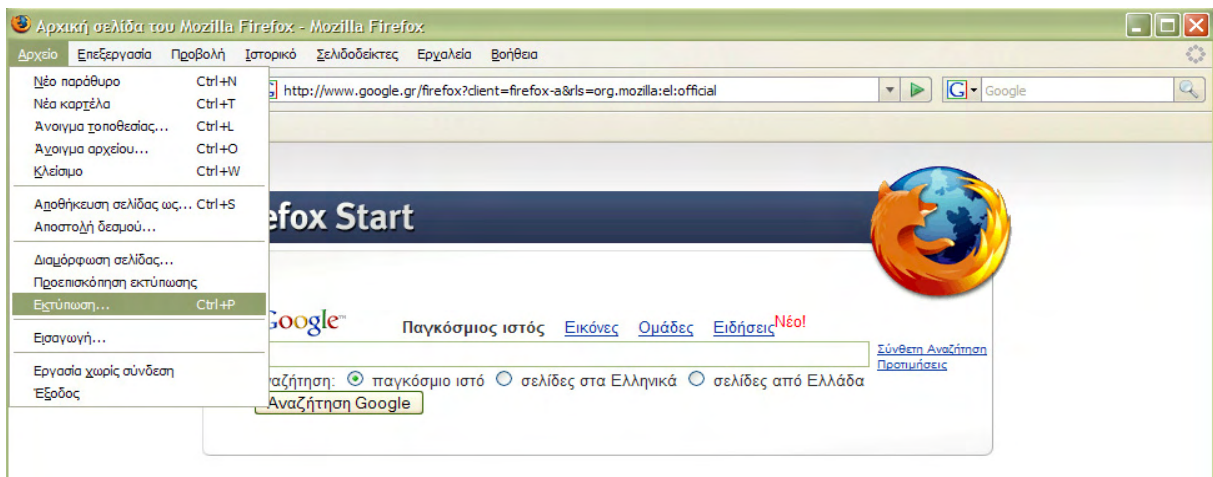 Αρχική σελίδα του Mozilla Firefox - Mozilla Firefox
Αρχείο Επεξεργασία Προβολή Ιστορικό Σελιδοδείκτες Εργαλεία Βοήθεια
Νέο παράθυρο Ctrl+N
http://www.google.gr/firefox?client=firefox-a&rls=org.mozilla:el:official G Google
Νέα καρτέλα Ctrl+T
Άνοιγμα τοποθεσίας... Ctrl+L
Άνοιγμα αρχείου... Ctrl+O
Κλείσιμο Ctrl+W
Αποθήκευση σελίδας ως... Ctrl+S
Αποστολή δεσμού...
efox Start
Διαμόρφωση σελίδας...
Προεπισκόπηση εκτύπωσης
Εκτύπωση... Ctrl+P
Google™ Παγκόσμιος ιστός Εικόνες Ομάδες Ειδήσεις Νέο!
Εισαγωγή...
Σύνθετη Αναζήτηση
Προτιμήσεις
Εργασία χωρίς σύνδεση
Έξοδος
αζήτηση: παγκόσμιο ιστό σελίδες στα Ελληνικά σελίδες από Ελλάδα
Αναζήτηση Google